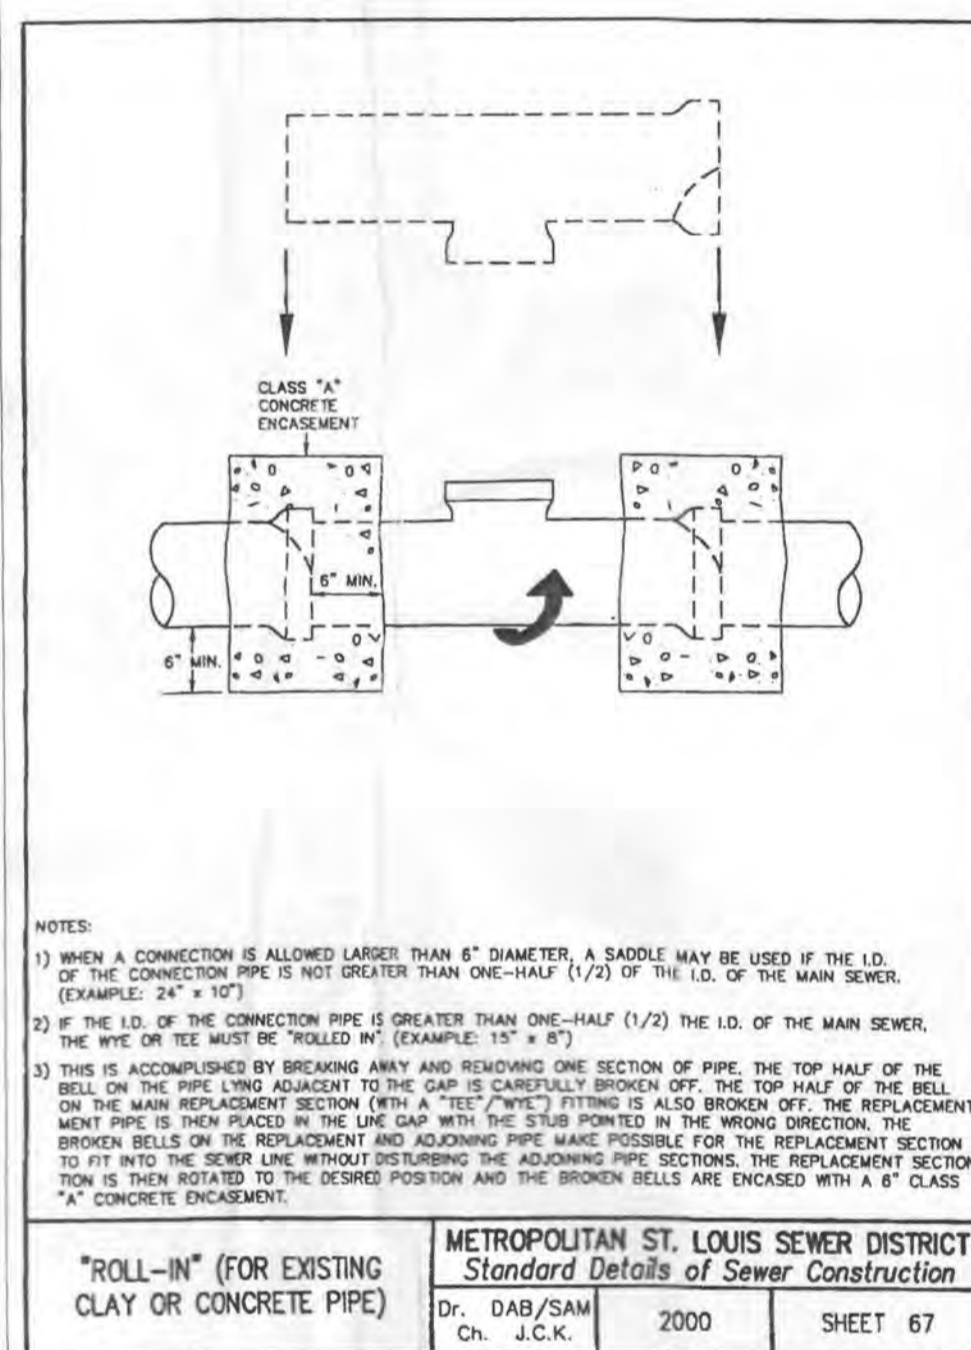 CLASS "A"
CONCRETE
ENCASEMENT
6" MIN.
6" MIN.
NOTES:
1) WHEN A CONNECTION IS ALLOWED LARGER THAN 6" DIAMETER, A SADDLE MAY BE USED IF THE I.D.
OF THE CONNECTION PIPE IS NOT GREATER THAN ONE-HALF (1/2) OF THE I.D. OF THE MAIN SEWER.
(EXAMPLE: 24" x 10")
2) IF THE I.D. OF THE CONNECTION PIPE IS GREATER THAN ONE-HALF (1/2) THE I.D. OF THE MAIN SEWER,
THE WYE OR TEE MUST BE "ROLLED IN". (EXAMPLE: 15" x 8")
3) THIS IS ACCOMPLISHED BY BREAKING AWAY AND REMOVING ONE SECTION OF PIPE. THE TOP HALF OF THE
BELL ON THE PIPE LYING ADJACENT TO THE GAP IS CAREFULLY BROKEN OFF. THE TOP HALF OF THE BELL
ON THE MAIN REPLACEMENT SECTION (WITH A "TEE"/"WYE") FITTING IS ALSO BROKEN OFF. THE REPLACEMENT
MENT PIPE IS THEN PLACED IN THE LINE GAP WITH THE STUB POINTED IN THE WRONG DIRECTION. THE
BROKEN BELLS ON THE REPLACEMENT AND ADJOINING PIPE MAKE POSSIBLE FOR THE REPLACEMENT SECTION
TO FIT INTO THE SEWER LINE WITHOUT DISTURBING THE ADJOINING PIPE SECTIONS. THE REPLACEMENT SECTION
TION IS THEN ROTATED TO THE DESIRED POSITION AND THE BROKEN BELLS ARE ENCASED WITH A 6" CLASS
"A" CONCRETE ENCASEMENT.
"ROLL-IN" (FOR EXISTING
CLAY OR CONCRETE PIPE)
METROPOLITAN ST. LOUIS SEWER DISTRICT
Standard Details of Sewer Construction
Dr. DAB/SAM
Ch. J.C.K.
2000
SHEET 67